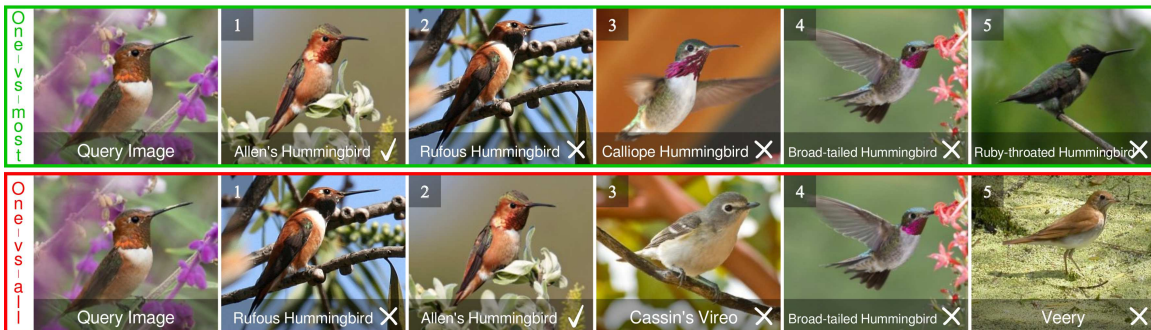 One-vs-most
1
2
3
4
5
Query Image
Allen's Hummingbird ✓
Rufous Hummingbird ✕
Calliope Hummingbird ✕
Broad-tailed Hummingbird ✕
Ruby-throated Hummingbird ✕
One-vs-all
1
2
3
4
5
Query Image
Rufous Hummingbird ✕
Allen's Hummingbird ✓
Cassin's Vireo ✕
Broad-tailed Hummingbird ✕
Veery ✕